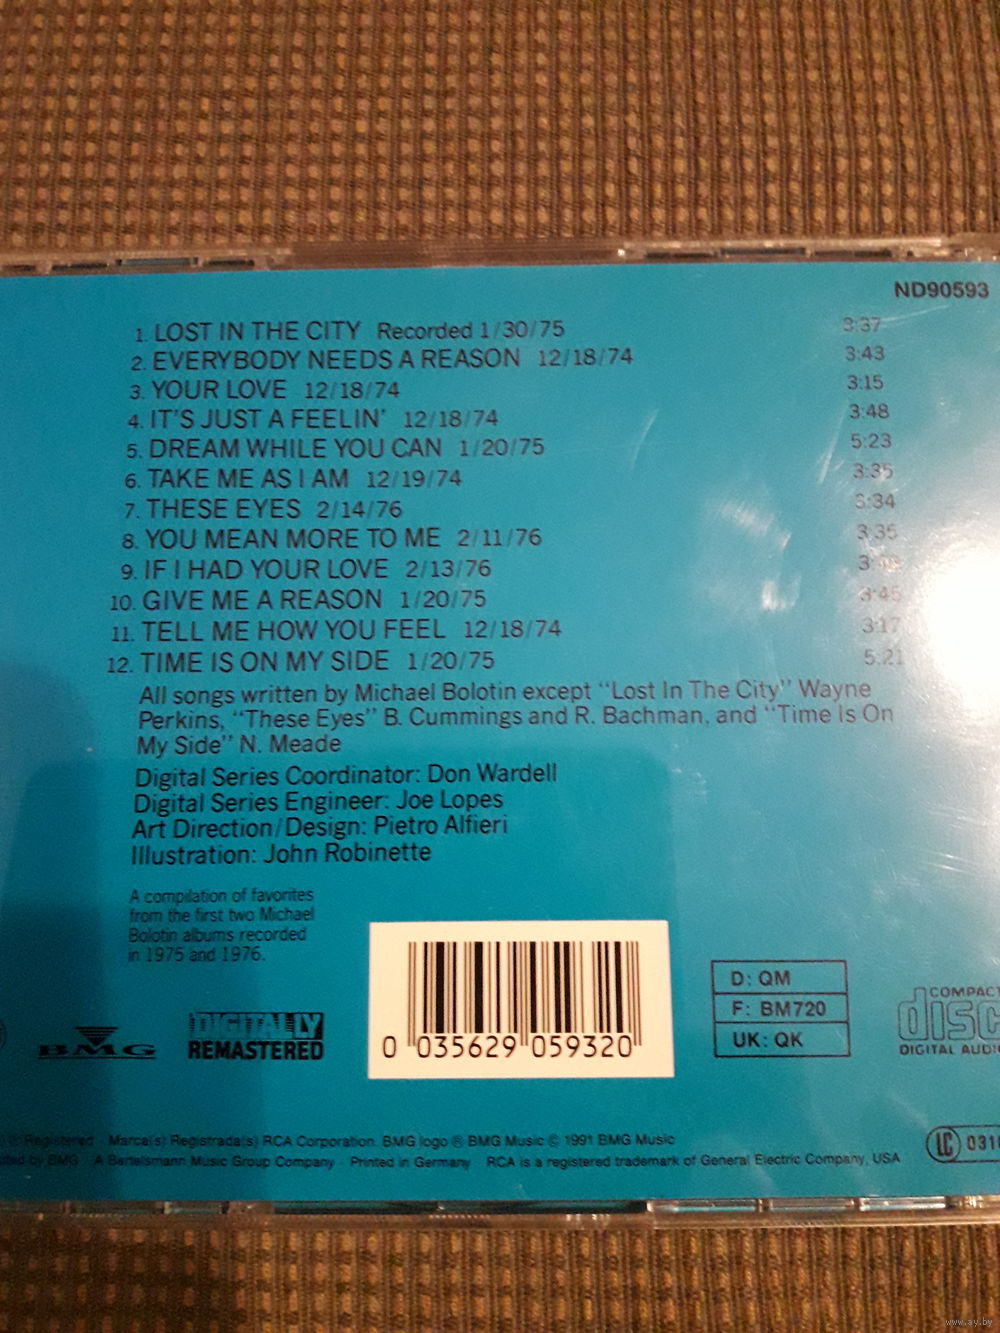 ND90593
1. LOST IN THE CITY Recorded 1/30/75 3:37
2. EVERYBODY NEEDS A REASON 12/18/74 3:43
3. YOUR LOVE 12/18/74 3:15
4. IT'S JUST A FEELIN' 12/18/74 3:48
5. DREAM WHILE YOU CAN 1/20/75 5:23
6. TAKE ME AS I AM 12/19/74 3:35
7. THESE EYES 2/14/76 3:34
8. YOU MEAN MORE TO ME 2/11/76 3:35
9. IF I HAD YOUR LOVE 2/13/76
10. GIVE ME A REASON 1/20/75 3:45
11. TELL ME HOW YOU FEEL 12/18/74 3:17
12. TIME IS ON MY SIDE 1/20/75 5:21
All songs written by Michael Bolotin except "Lost In The City" Wayne
Perkins, "These Eyes" B. Cummings and R. Bachman, and "Time Is On
My Side" N. Meade
Digital Series Coordinator: Don Wardell
Digital Series Engineer: Joe Lopes
Art Direction/Design: Pietro Alfieri
Illustration: John Robinette
A compilation of favorites
from the first two Michael
Bolotin albums recorded
in 1975 and 1976.
BMG
DIGITALLY
REMASTERED
0 035629 059320
D: QM
F: BM720
UK: QK
COMPACT
disc
DIGITAL AUDIO
Registered · Marca(s) Registrada(s) RCA Corporation. BMG logo ® BMG Music © 1991 BMG Music
by BMG · A Bertelsmann Music Group Company · Printed in Germany · RCA is a registered trademark of General Electric Company, USA
LC 0316
www.ay.by